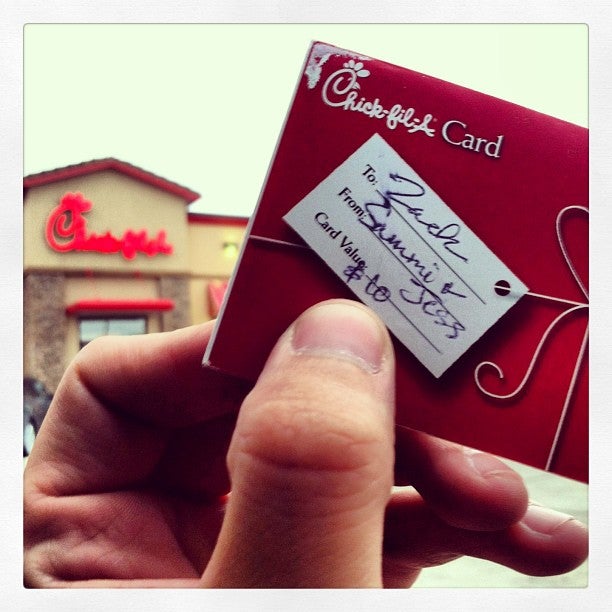 Chick-fil-A Card
To: Zach
From: Sammi &
Jess
Card Value:
$10
Chick-fil-A